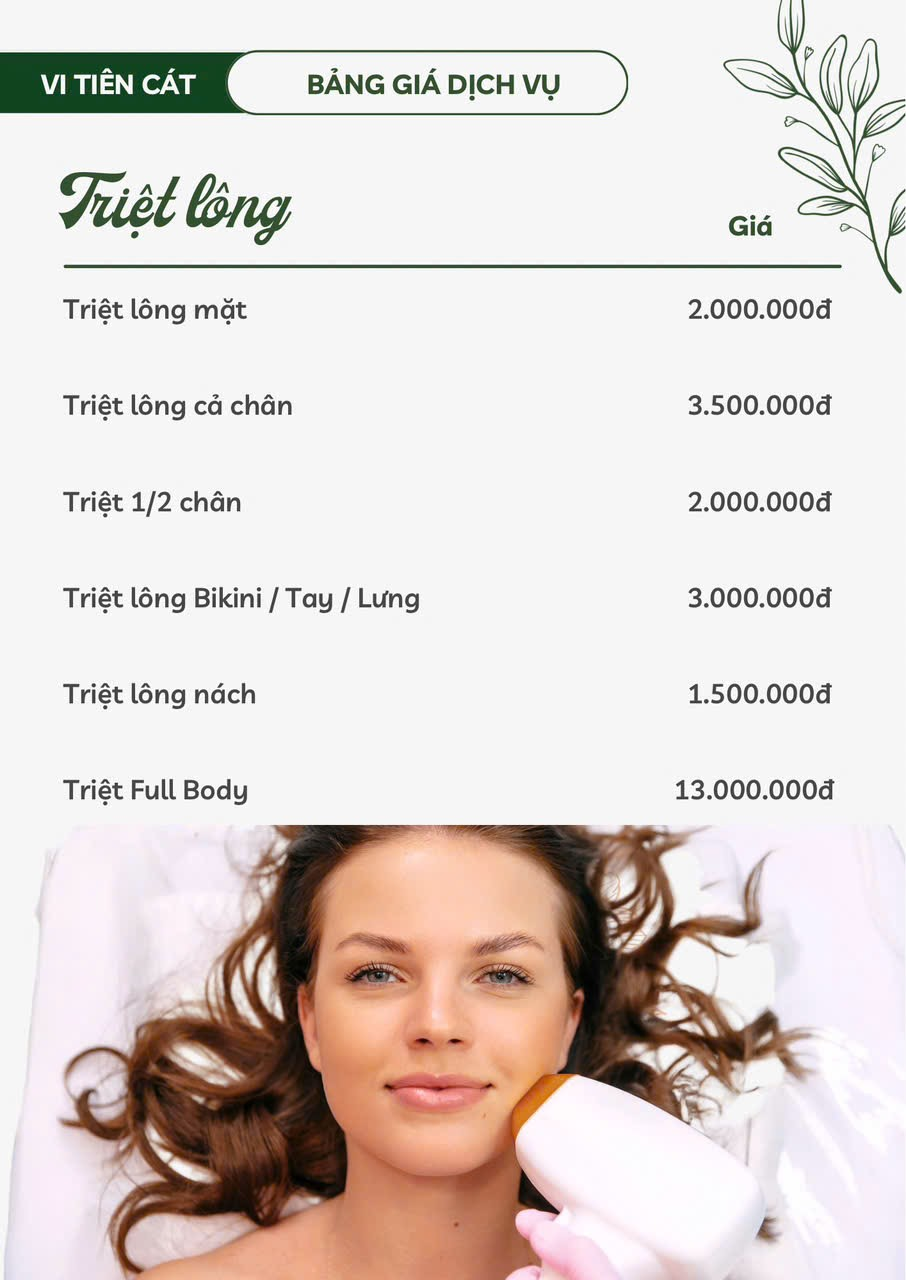 VI TIÊN CÁT
BẢNG GIÁ DỊCH VỤ
Triệt lông
Giá
Triệt lông mặt 2.000.000đ
Triệt lông cả chân 3.500.000đ
Triệt 1/2 chân 2.000.000đ
Triệt lông Bikini / Tay / Lưng 3.000.000đ
Triệt lông nách 1.500.000đ
Triệt Full Body 13.000.000đ